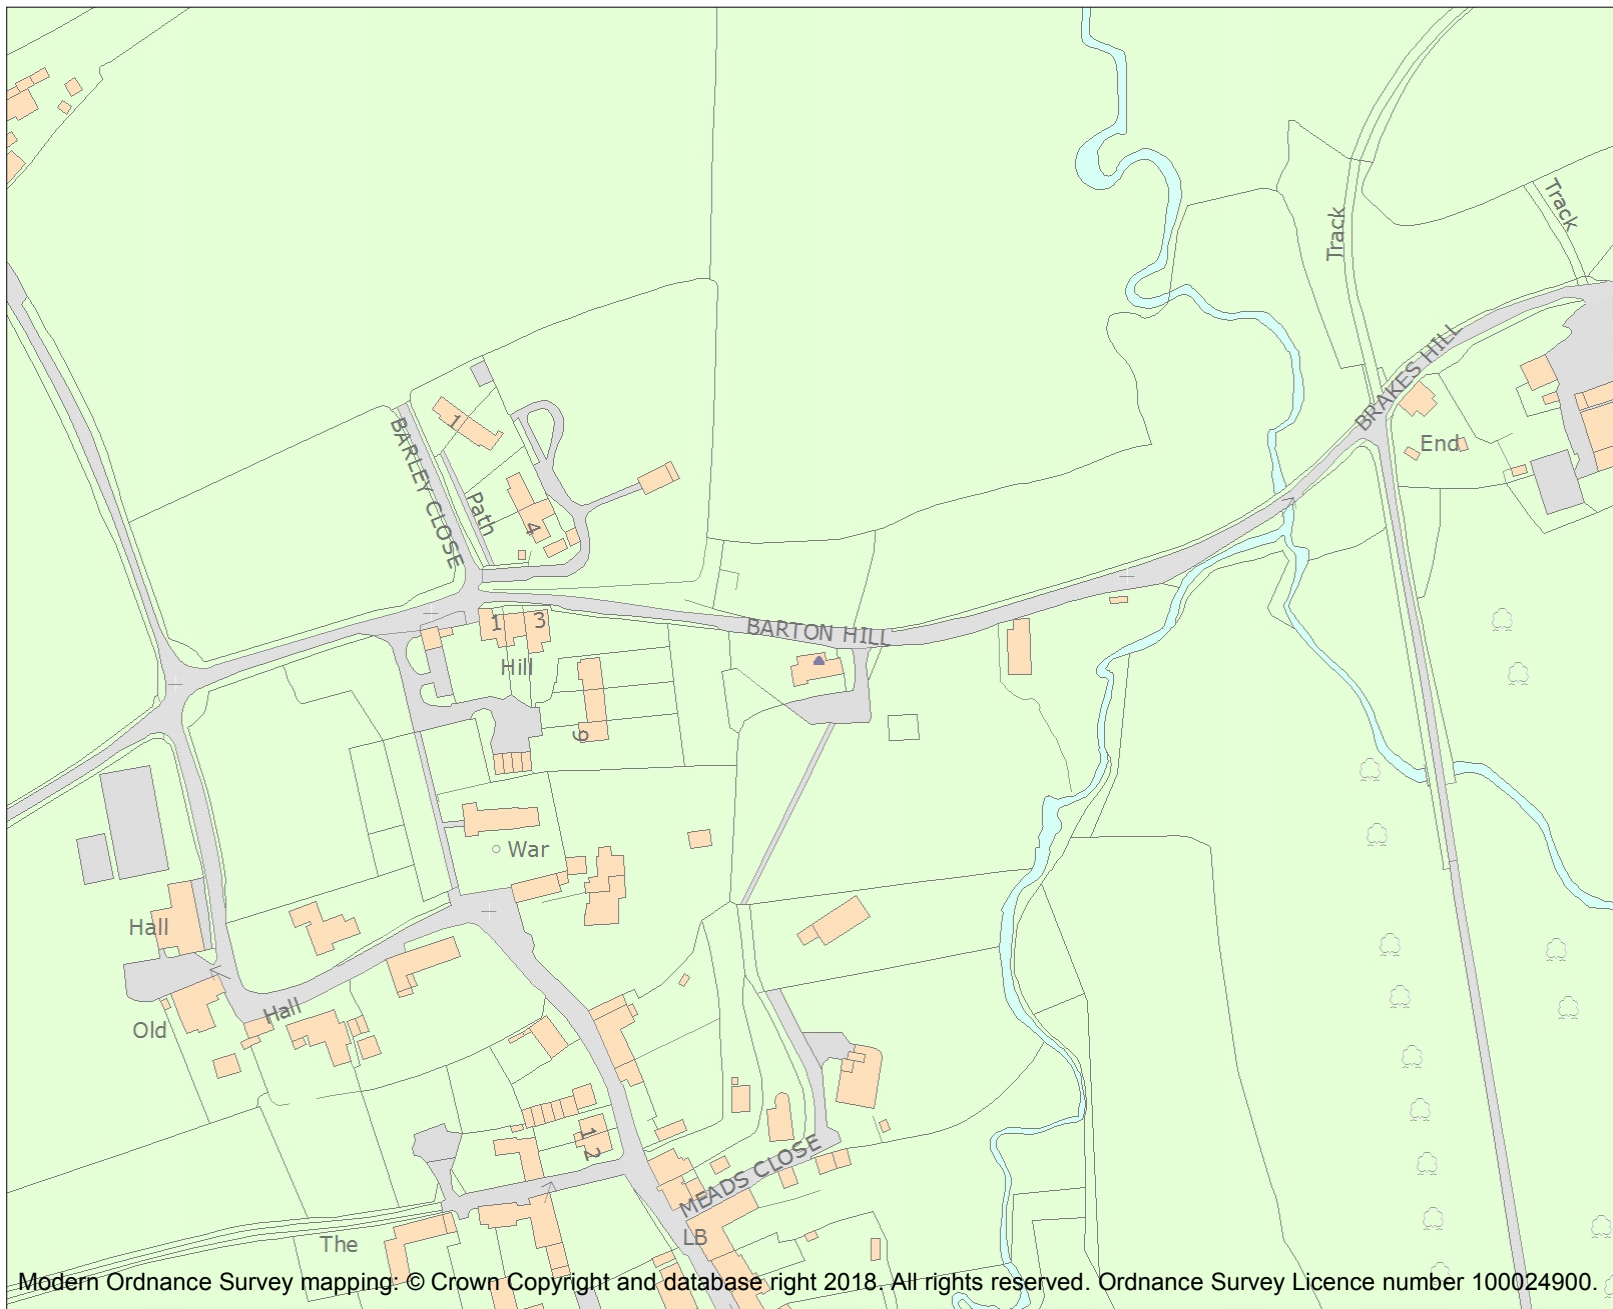 Track
Track
BRAKES HILL
End
1
BARLEY CLOSE
Path
4
1
3
BARTON HILL
Hill
9
War
Hall
Hall
Old
12
MEADS CLOSE
LB
The
Modern Ordnance Survey mapping: © Crown Copyright and database right 2018. All rights reserved. Ordnance Survey Licence number 100024900.